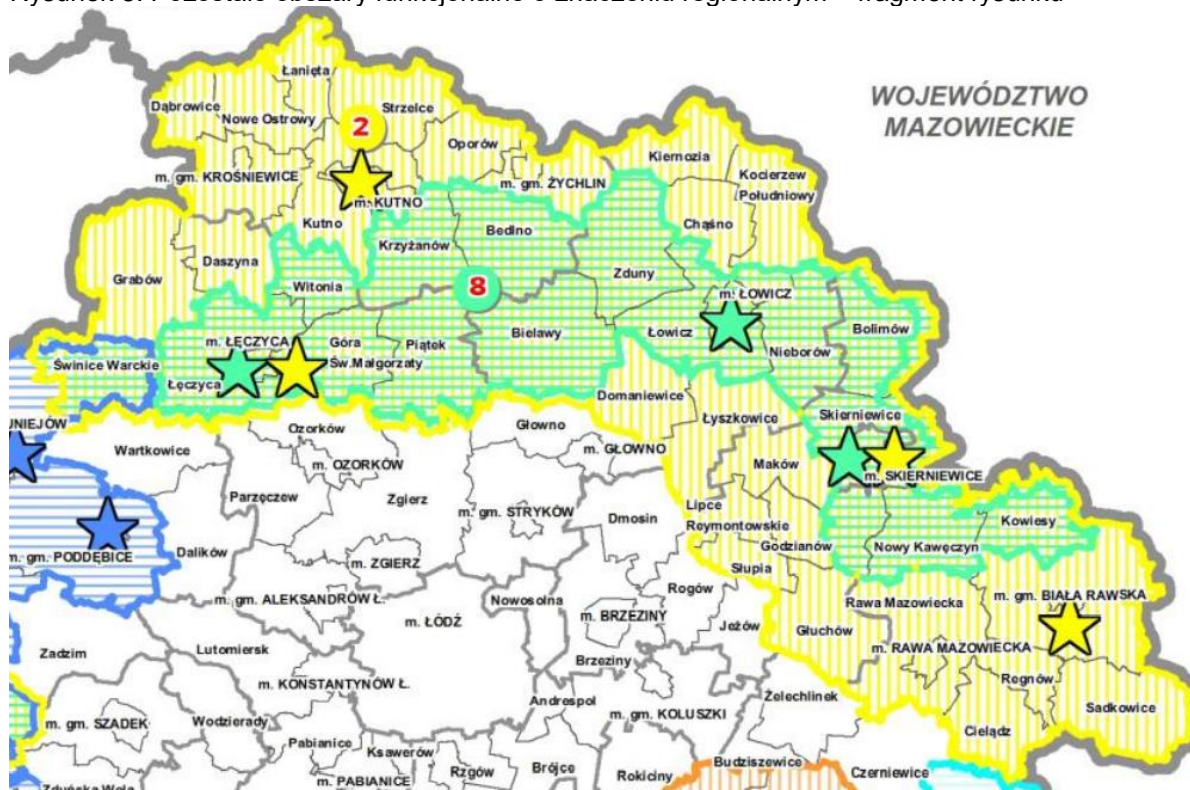 WOJEWÓDZTWO
MAZOWIECKIE
Łanięta
Dąbrowice
Nowe Ostrowy
Strzelce
2
Oporów
Kiernozia
Kocierzew
Południowy
m. gm. KROŚNIEWICE
m. gm. ŻYCHLIN
m. KUTNO
Kutno
Chąśno
Bedlno
Krzyżanów
Daszyna
Grabów
Witonia
8
Zduny
m. ŁOWICZ
Łowicz
Bolimów
Bielawy
Nieborów
m. ŁĘCZYCA
Góra
Św.Małgorzaty
Piątek
Świnice Warckie
Łęczyca
Domaniewice
Łyszkowice
Skierniewice
Ozorków
Głowno
m. GŁOWNO
Wartkowice
m. OZORKÓW
Maków
m. SKIERNIEWICE
Parzęczew
Zgierz
m. gm. STRYKÓW
Dmosin
Lipce
Reymontowskie
Kowiesy
Godzianów
Nowy Kawęczyn
m. gm. PODDĘBICE
Dalików
m. ZGIERZ
Słupia
Rogów
Rawa Mazowiecka
m. gm. BIAŁA RAWSKA
m. gm. ALEKSANDRÓW Ł.
Nowosolna
m. BRZEZINY
Jeżów
Głuchów
m. ŁÓDŹ
m. RAWA MAZOWIECKA
Zadzim
Lutomiersk
Brzeziny
Regnów
m. KONSTANTYNÓW Ł.
Andrespol
Żelechlinek
Sadkowice
m. gm. SZADEK
Wodzierady
m. gm. KOLUSZKI
Cielądz
Pabianice
Ksawerów
m. PABIANICE
Rzgów
Brójce
Rokiciny
Budziszewice
Czerniewice